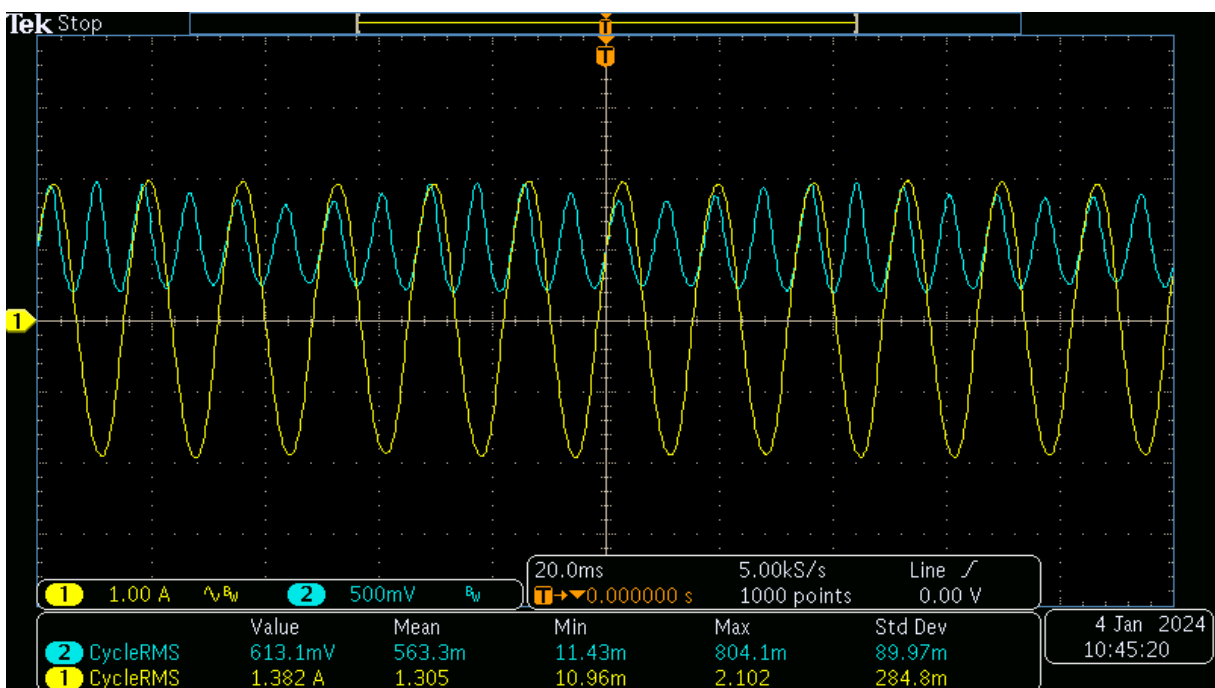 Tek Stop
T
T
1
1 1.00 A ∿ BW 2 500mV BW
20.0ms 5.00kS/s Line ∫
T→▼0.000000 s 1000 points 0.00 V
Value Mean Min Max Std Dev
2 CycleRMS 613.1mV 563.3m 11.43m 804.1m 89.97m
1 CycleRMS 1.382 A 1.305 10.96m 2.102 284.8m
4 Jan 2024
10:45:20